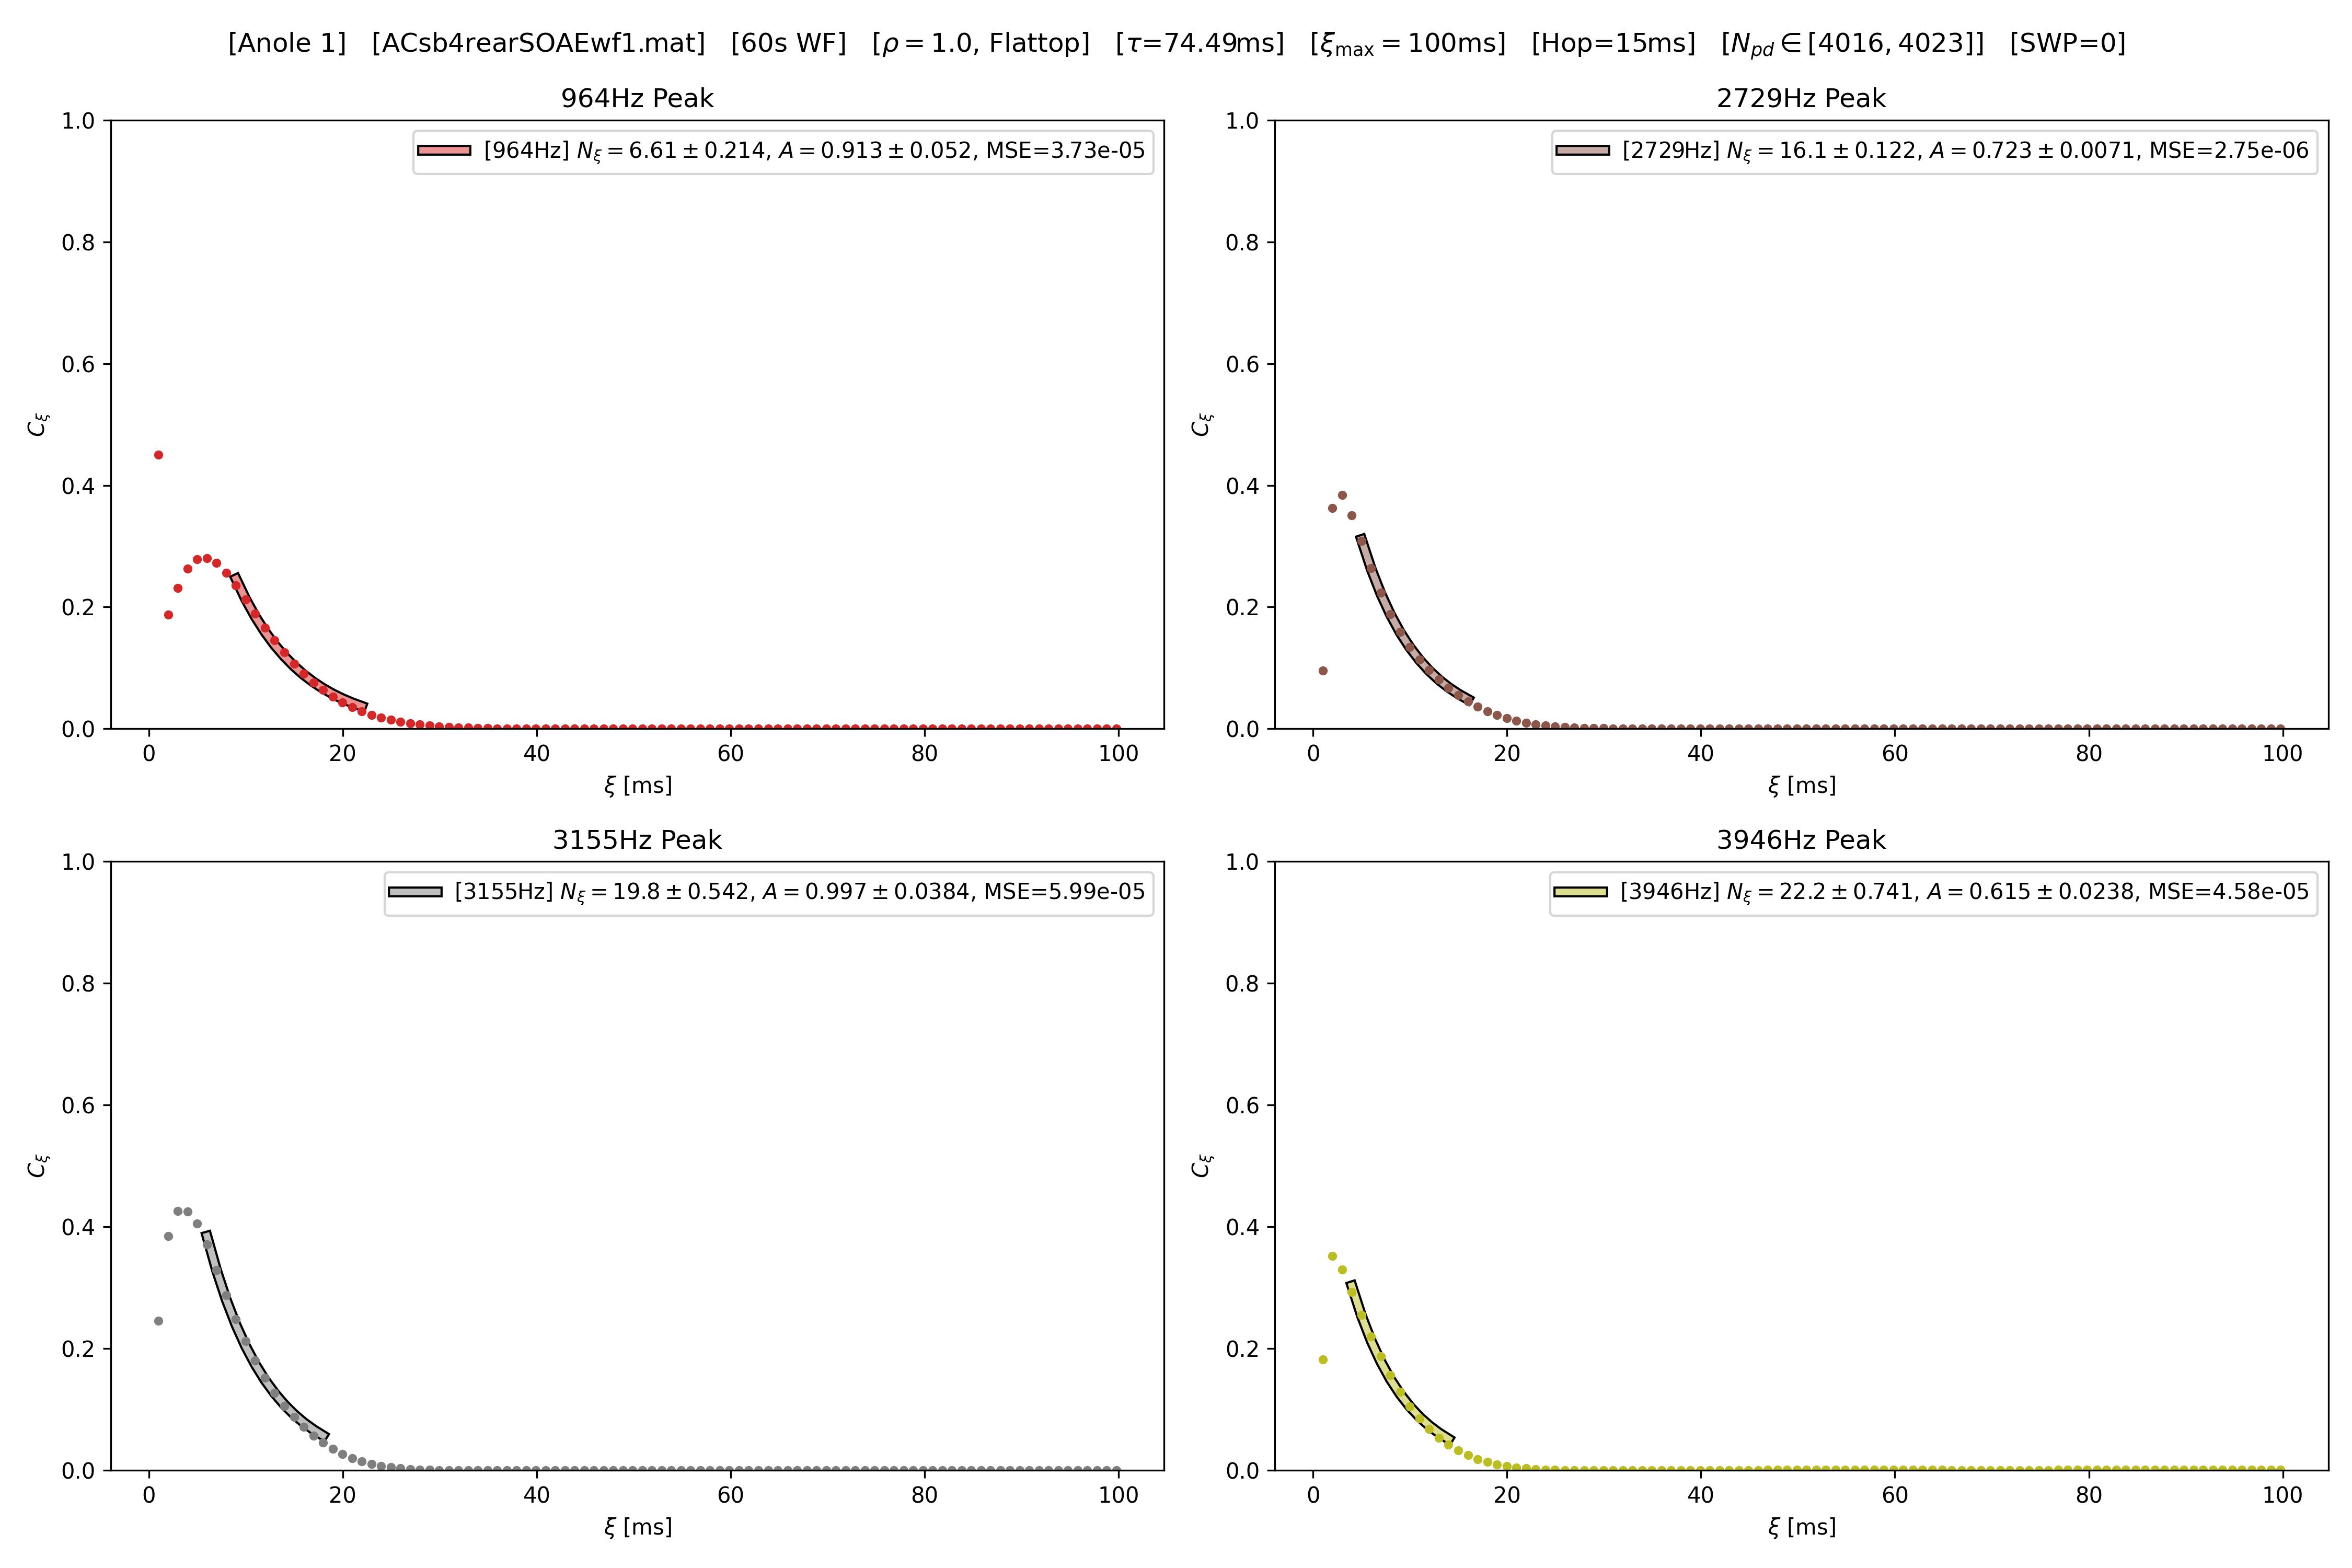 [Anole 1] [ACsb4rearSOAEwf1.mat] [60s WF] [ρ = 1.0, Flattop] [τ=74.49ms] [ξmax = 100ms] [Hop=15ms] [Npd ∈ [4016, 4023]] [SWP=0]
964Hz Peak
[964Hz] Nξ = 6.61 ± 0.214, A = 0.913 ± 0.052, MSE=3.73e-05
1.0
0.8
0.6
0.4
0.2
0.0
Cξ
0 20 40 60 80 100
ξ [ms]
2729Hz Peak
[2729Hz] Nξ = 16.1 ± 0.122, A = 0.723 ± 0.0071, MSE=2.75e-06
1.0
0.8
0.6
0.4
0.2
0.0
Cξ
0 20 40 60 80 100
ξ [ms]
3155Hz Peak
[3155Hz] Nξ = 19.8 ± 0.542, A = 0.997 ± 0.0384, MSE=5.99e-05
1.0
0.8
0.6
0.4
0.2
0.0
Cξ
0 20 40 60 80 100
ξ [ms]
3946Hz Peak
[3946Hz] Nξ = 22.2 ± 0.741, A = 0.615 ± 0.0238, MSE=4.58e-05
1.0
0.8
0.6
0.4
0.2
0.0
Cξ
0 20 40 60 80 100
ξ [ms]